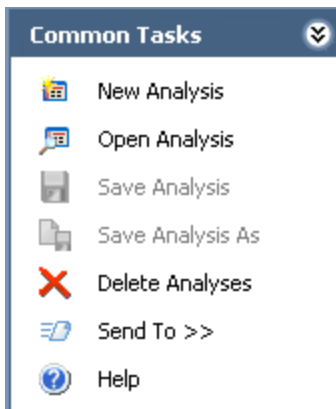 Common Tasks
New Analysis
Open Analysis
Save Analysis
Save Analysis As
Delete Analyses
Send To >>
Help